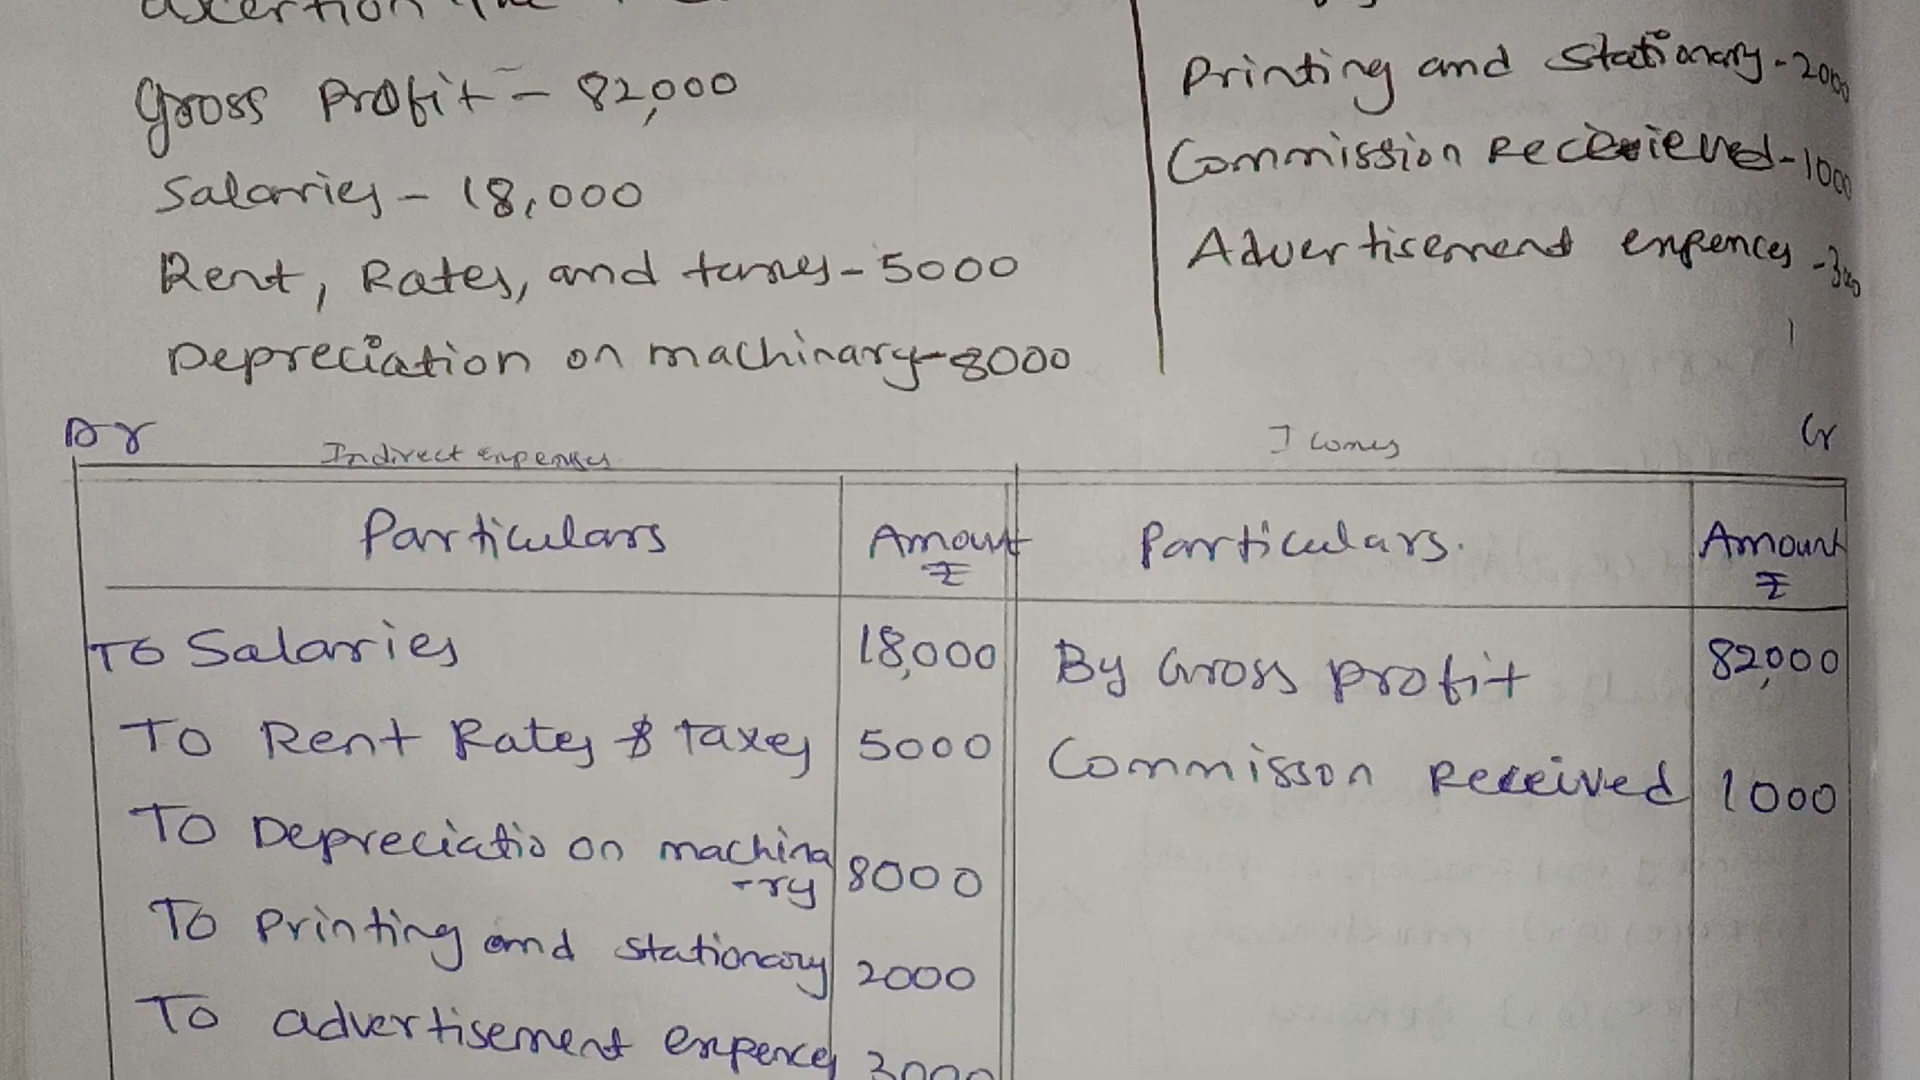 Gross Profit - 82,000
Salaries - 18,000
Rent, Rates, and taxes - 5000
Depreciation on machinary - 8000
Printing and Stationary - 2000
Commission Received - 1000
Advertisement expences - 3000
Dr
Indirect expenses
Icomes
Cr
Particulars Amount Particulars. Amount
₹ ₹
To Salaries 18,000 By Gross profit 82,000
To Rent Rates & Taxes 5000 Commisson Received 1000
To Depreciatio on machina
-ry 8000
To Printing and stationary 2000
To advertisement expences 3000